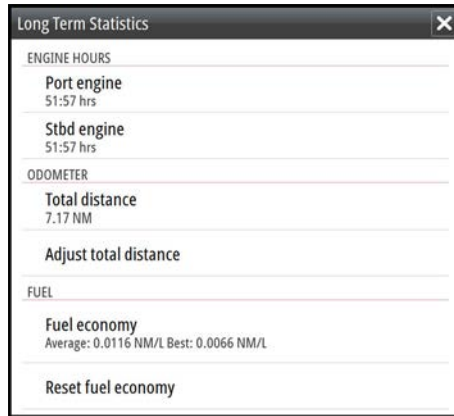 Long Term Statistics
ENGINE HOURS
Port engine
51:57 hrs
Stbd engine
51:57 hrs
ODOMETER
Total distance
7.17 NM
Adjust total distance
FUEL
Fuel economy
Average: 0.0116 NM/L Best: 0.0066 NM/L
Reset fuel economy